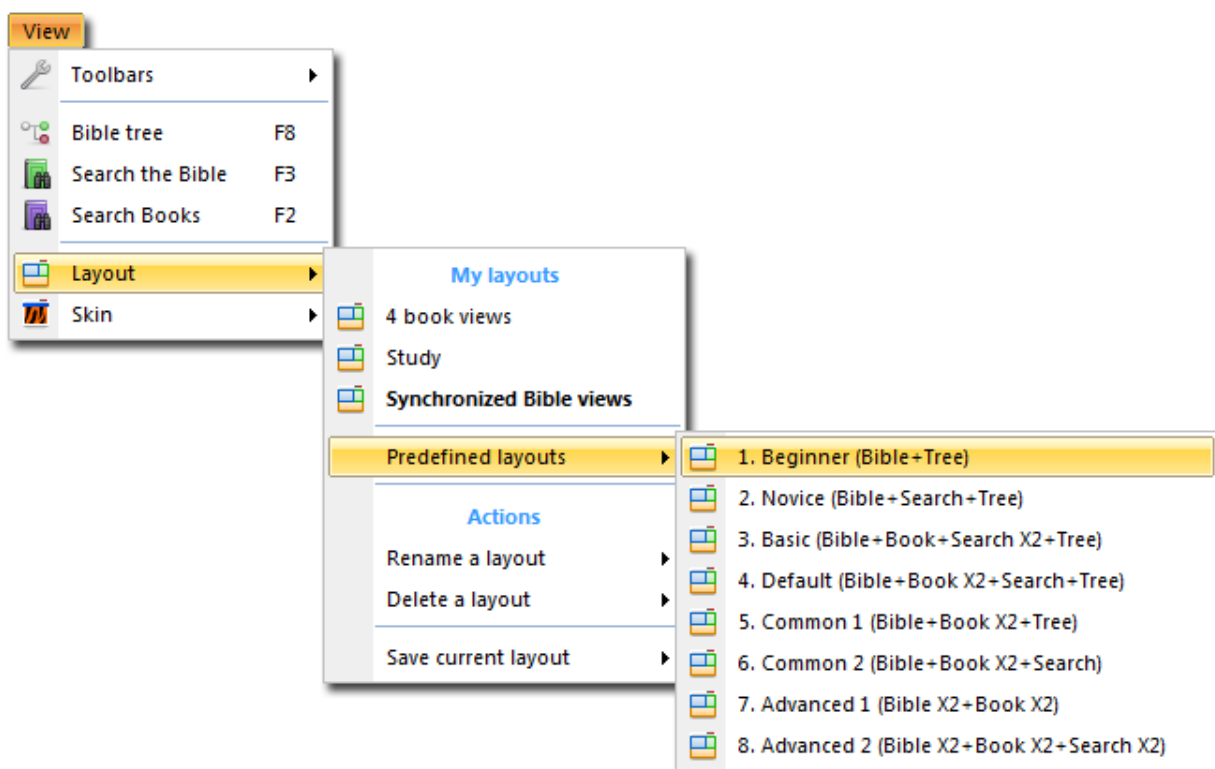 View
Toolbars
Bible tree F8
Search the Bible F3
Search Books F2
Layout
Skin
My layouts
4 book views
Study
Synchronized Bible views
Predefined layouts
Actions
Rename a layout
Delete a layout
Save current layout
1. Beginner (Bible+Tree)
2. Novice (Bible+Search+Tree)
3. Basic (Bible+Book+Search X2+Tree)
4. Default (Bible+Book X2+Search+Tree)
5. Common 1 (Bible+Book X2+Tree)
6. Common 2 (Bible+Book X2+Search)
7. Advanced 1 (Bible X2+Book X2)
8. Advanced 2 (Bible X2+Book X2+Search X2)